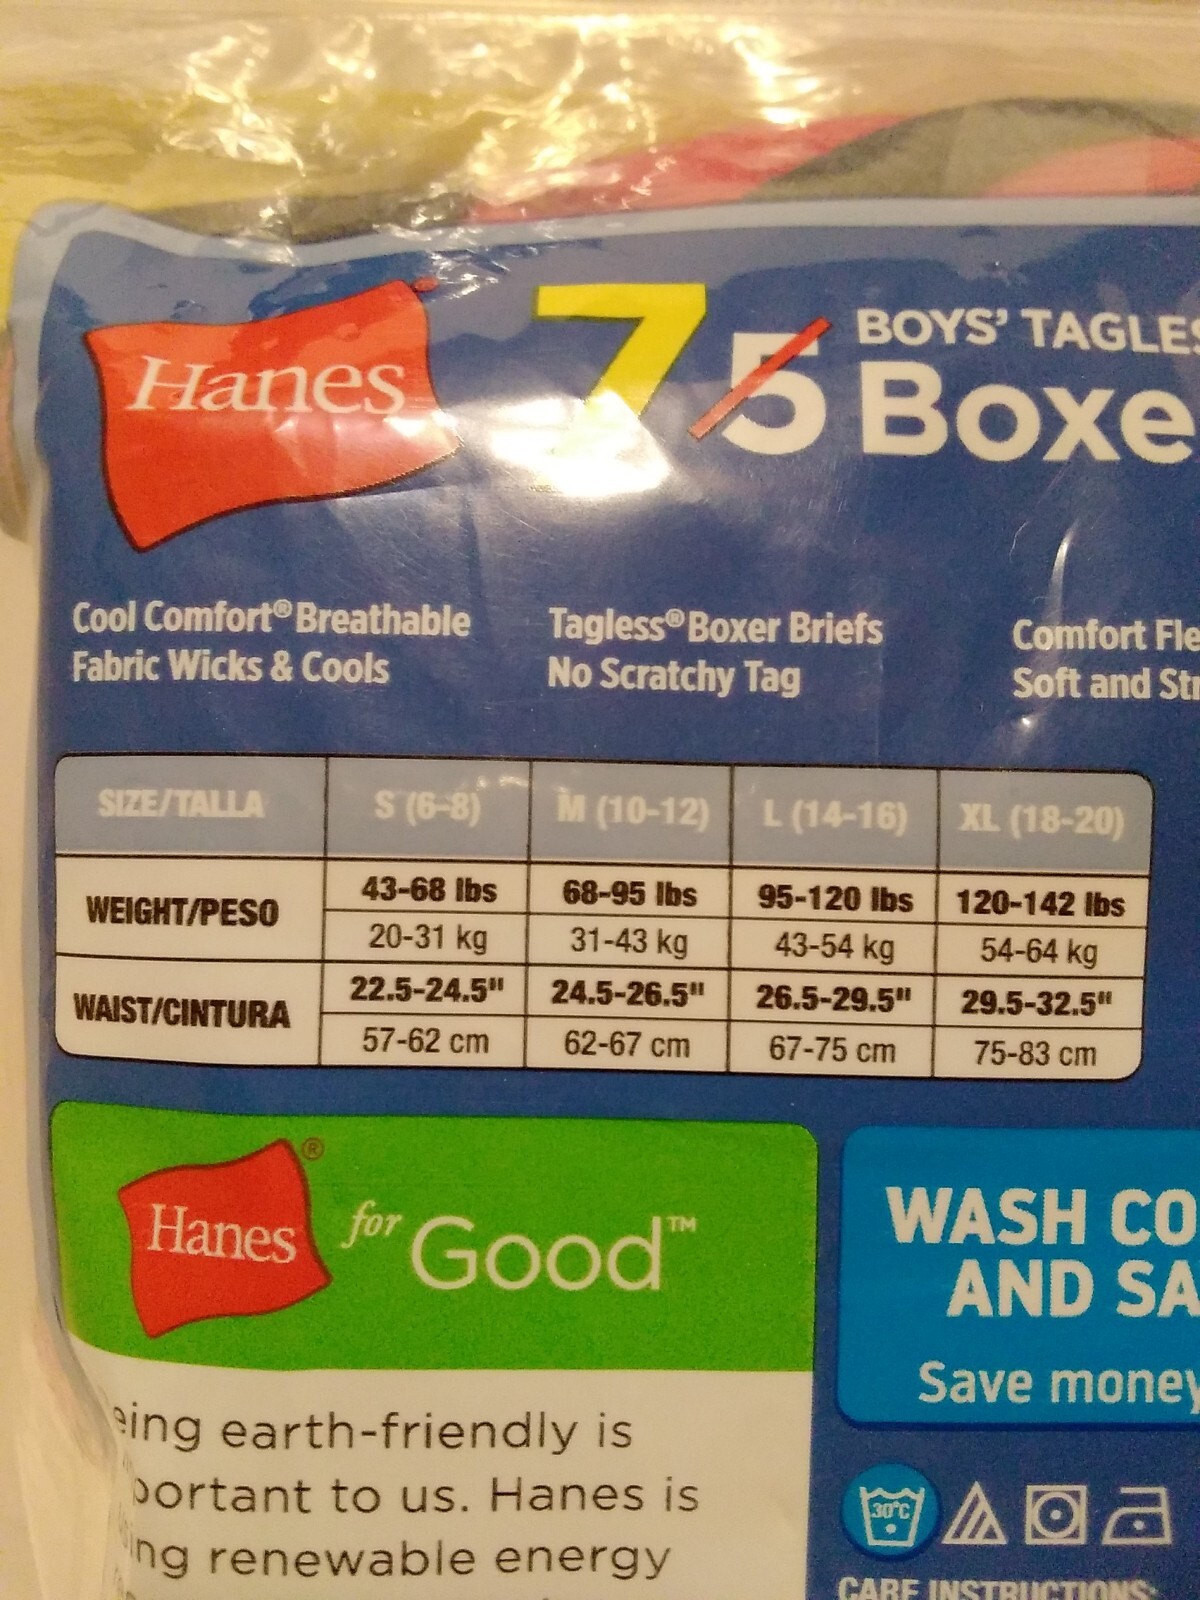 Hanes
7 5 BOYS' TAGLES
Boxe
Cool Comfort® Breathable
Fabric Wicks & Cools
Tagless® Boxer Briefs
No Scratchy Tag
Comfort Fle
Soft and Str
SIZE/TALLA S (6-8) M (10-12) L (14-16) XL (18-20)
WEIGHT/PESO 43-68 lbs 68-95 lbs 95-120 lbs 120-142 lbs
20-31 kg 31-43 kg 43-54 kg 54-64 kg
WAIST/CINTURA 22.5-24.5" 24.5-26.5" 26.5-29.5" 29.5-32.5"
57-62 cm 62-67 cm 67-75 cm 75-83 cm
Hanes® for Good™
eing earth-friendly is
portant to us. Hanes is
ing renewable energy
WASH CO
AND SA
Save money
30°C
CARE INSTRUCTIONS: